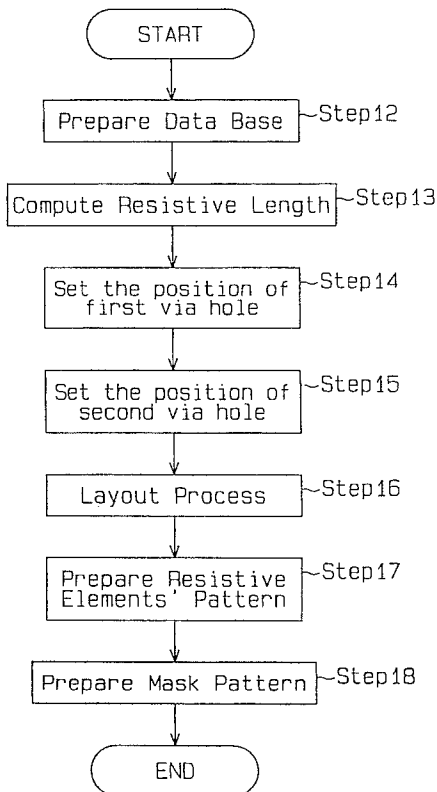 START
Prepare Data Base
Step12
Compute Resistive Length
Step13
Set the position of
first via hole
Step14
Set the position of
second via hole
Step15
Layout Process
Step16
Prepare Resistive
Elements' Pattern
Step17
Prepare Mask Pattern
Step18
END